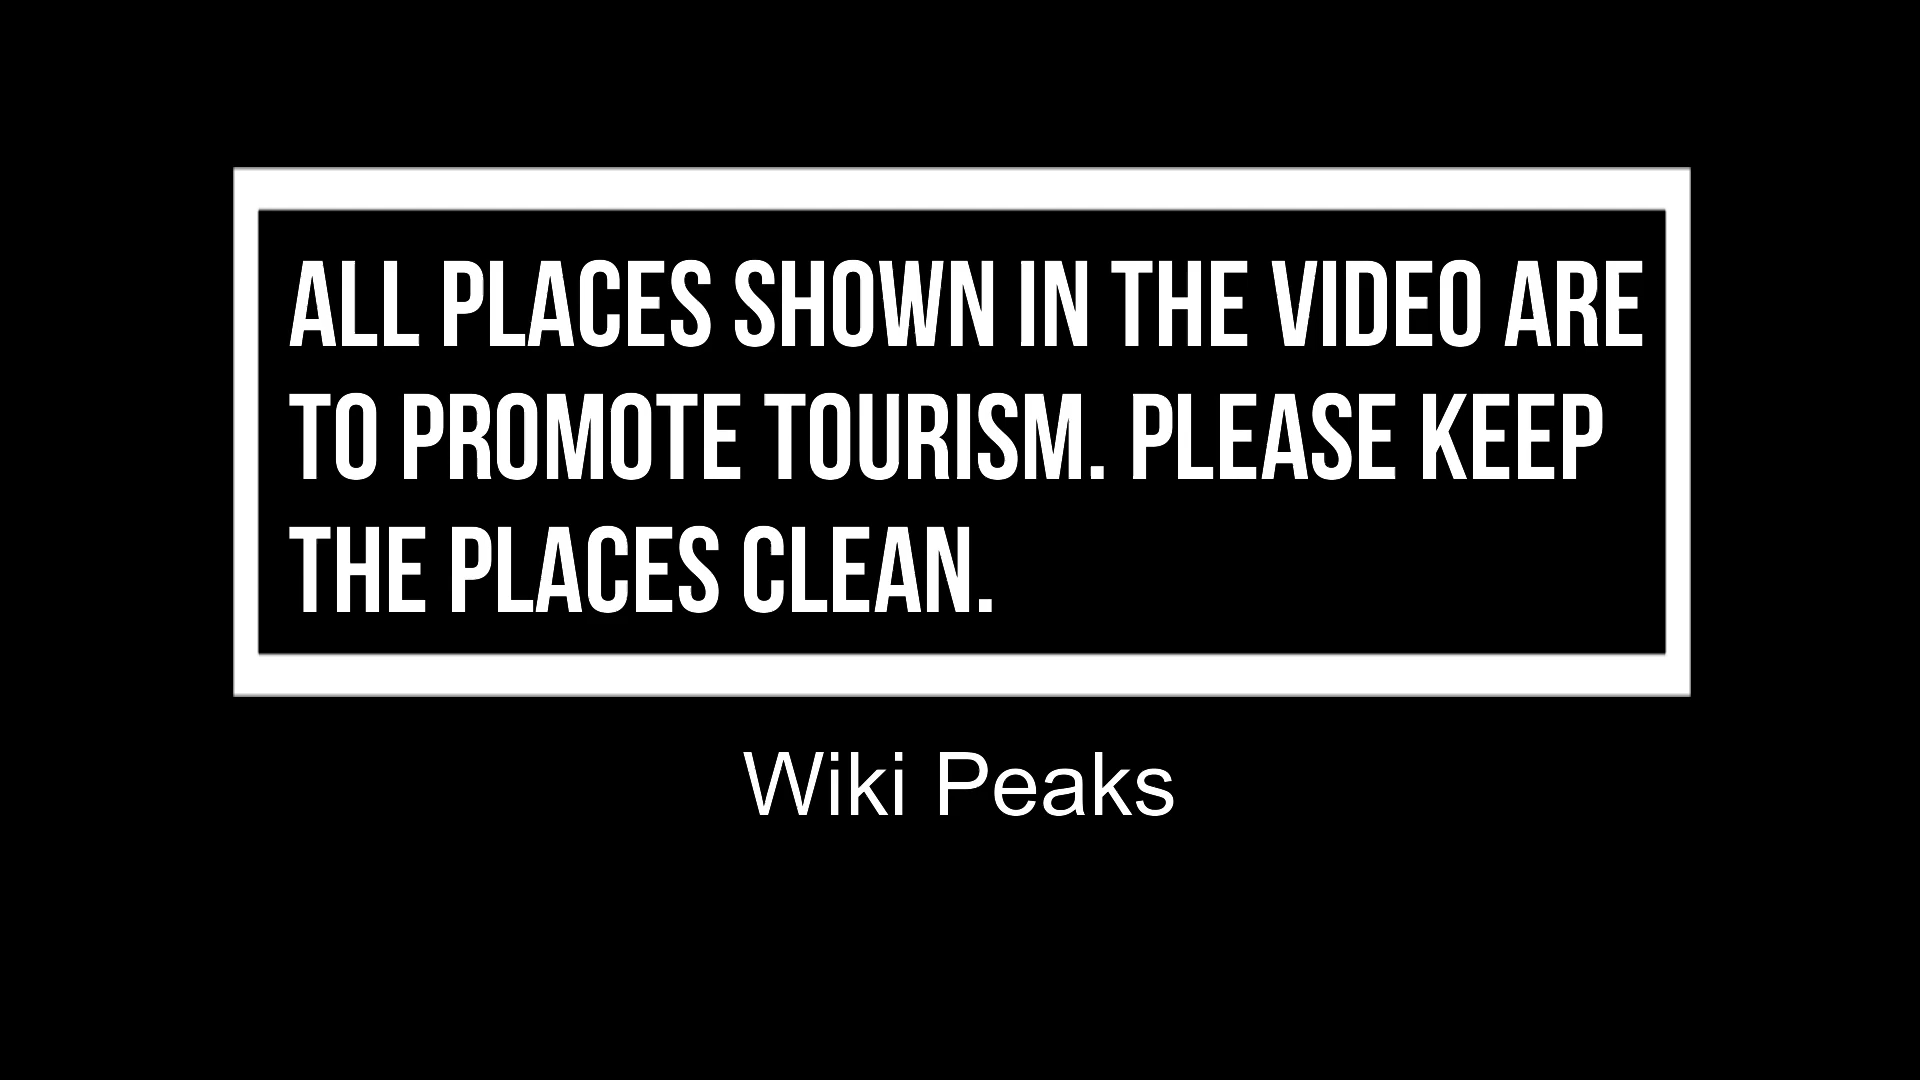 ALL PLACES SHOWN IN THE VIDEO ARE
TO PROMOTE TOURISM. PLEASE KEEP
THE PLACES CLEAN.
Wiki Peaks